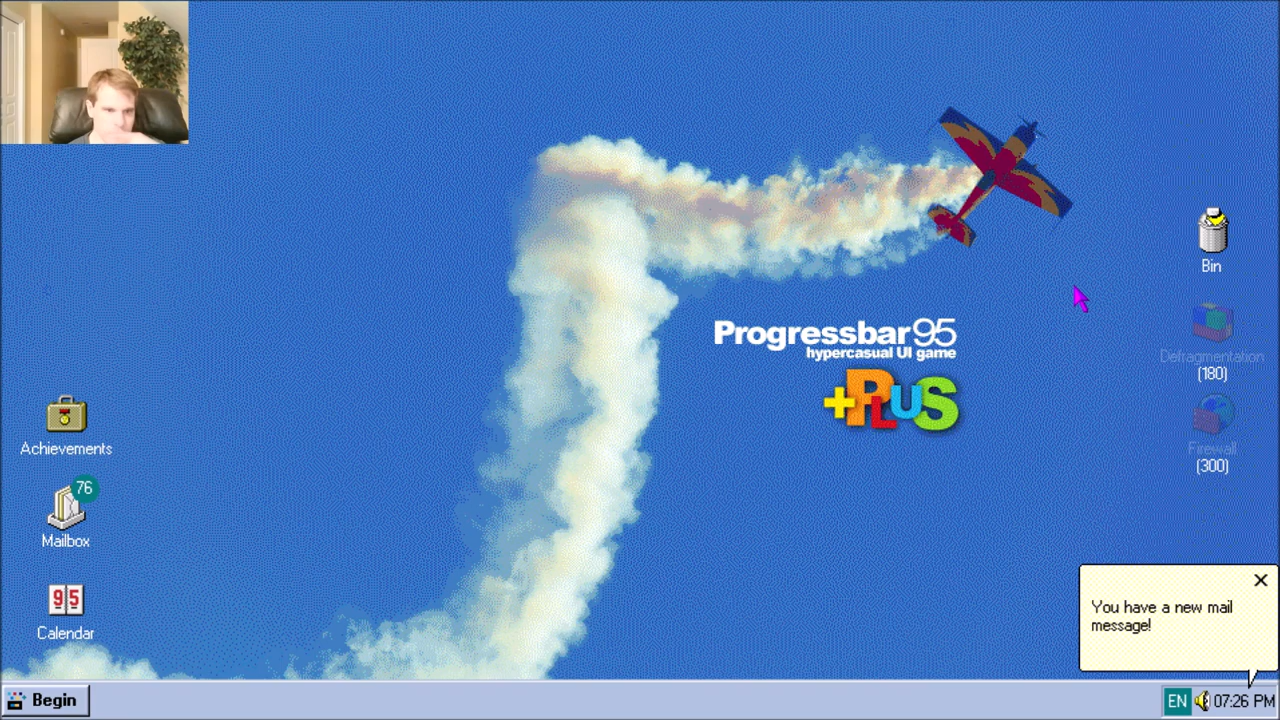 Progressbar95
hypercasual UI game
+PLUS
Bin
Defragmentation
(180)
Firewall
(300)
Achievements
76
Mailbox
95
Calendar
You have a new mail
message!
Begin
EN 07:26 PM